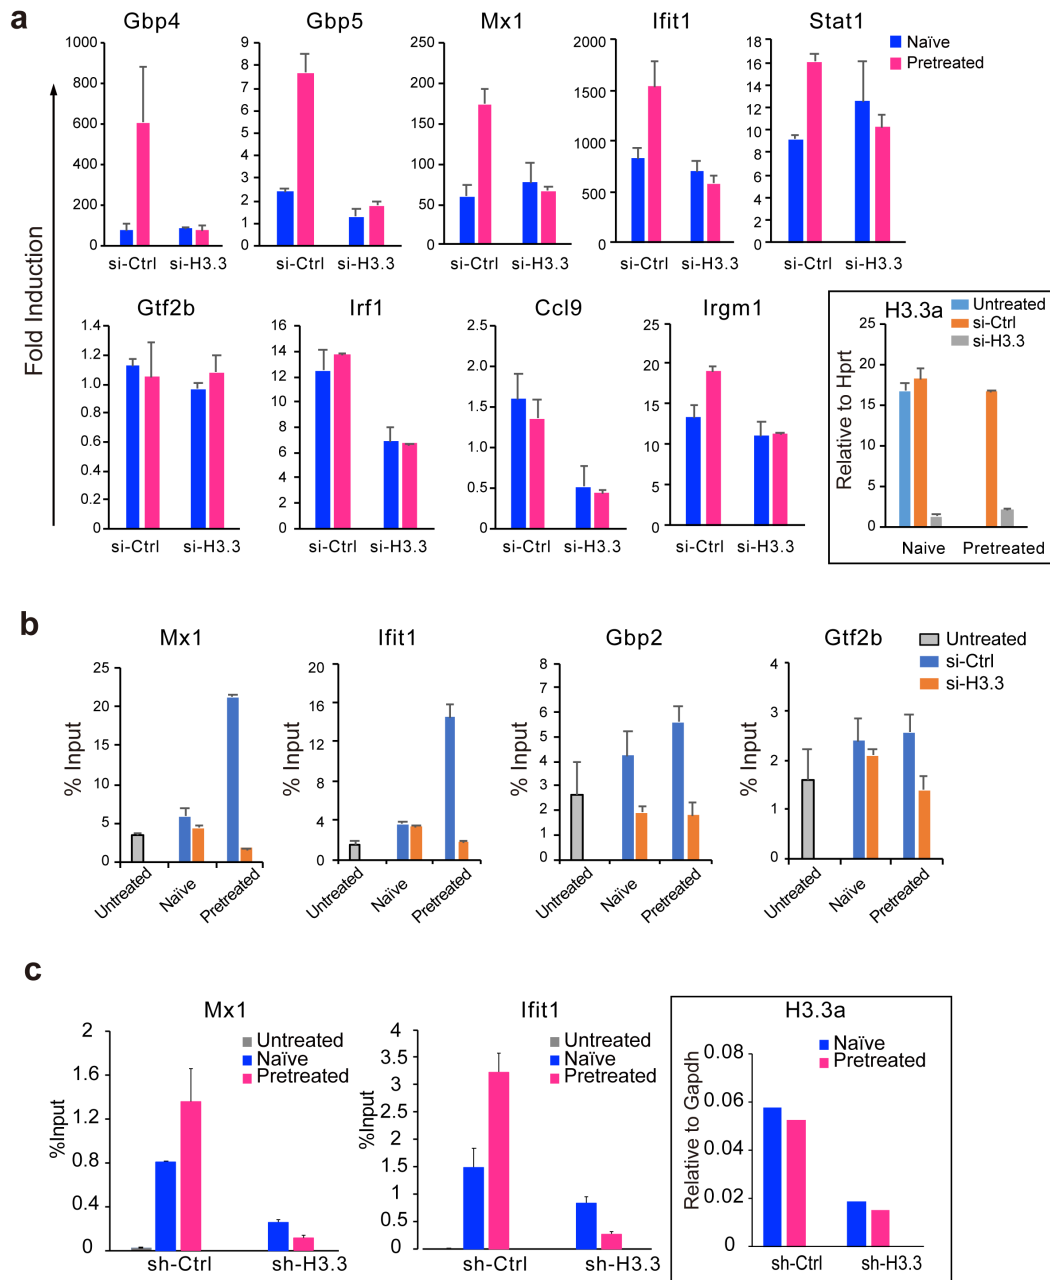 a
Gbp4 Gbp5 Mx1 Ifit1 Stat1
Naïve
Pretreated
Fold Induction
1000
800
600
400
200
0
9
8
7
6
5
4
3
2
1
0
250
200
150
100
50
0
2000
1500
1000
500
0
18
16
14
12
10
8
6
4
2
0
si-Ctrl si-H3.3 si-Ctrl si-H3.3 si-Ctrl si-H3.3 si-Ctrl si-H3.3 si-Ctrl si-H3.3
Gtf2b Irf1 Ccl9 Irgm1
1.4
1.2
1.0
0.8
0.6
0.4
0.2
0
16
14
12
10
8
6
4
2
0
2.5
2.0
1.5
1.0
0.5
0
25
20
15
10
5
0
si-Ctrl si-H3.3 si-Ctrl si-H3.3 si-Ctrl si-H3.3 si-Ctrl si-H3.3
H3.3a
Untreated
si-Ctrl
si-H3.3
Relative to Hprt
25
20
15
10
5
0
Naive Pretreated
b
Mx1 Ifit1 Gbp2 Gtf2b
Untreated
si-Ctrl
si-H3.3
% Input
25
20
15
10
5
0
Untreated Naïve Pretreated
% Input
20
16
12
8
4
0
Untreated Naïve Pretreated
% Input
8
7
6
5
4
3
2
1
0
Untreated Naïve Pretreated
% Input
4
3
2
1
0
Untreated Naïve Pretreated
c
Mx1
Untreated
Naïve
Pretreated
%Input
2
1.6
1.2
0.8
0.4
0
sh-Ctrl sh-H3.3
Ifit1
Untreated
Naïve
Pretreated
%Input
4
3.5
3
2.5
2
1.5
1
0.5
0
sh-Ctrl sh-H3.3
H3.3a
Naïve
Pretreated
Relative to Gapdh
0.08
0.06
0.04
0.02
0
sh-Ctrl sh-H3.3